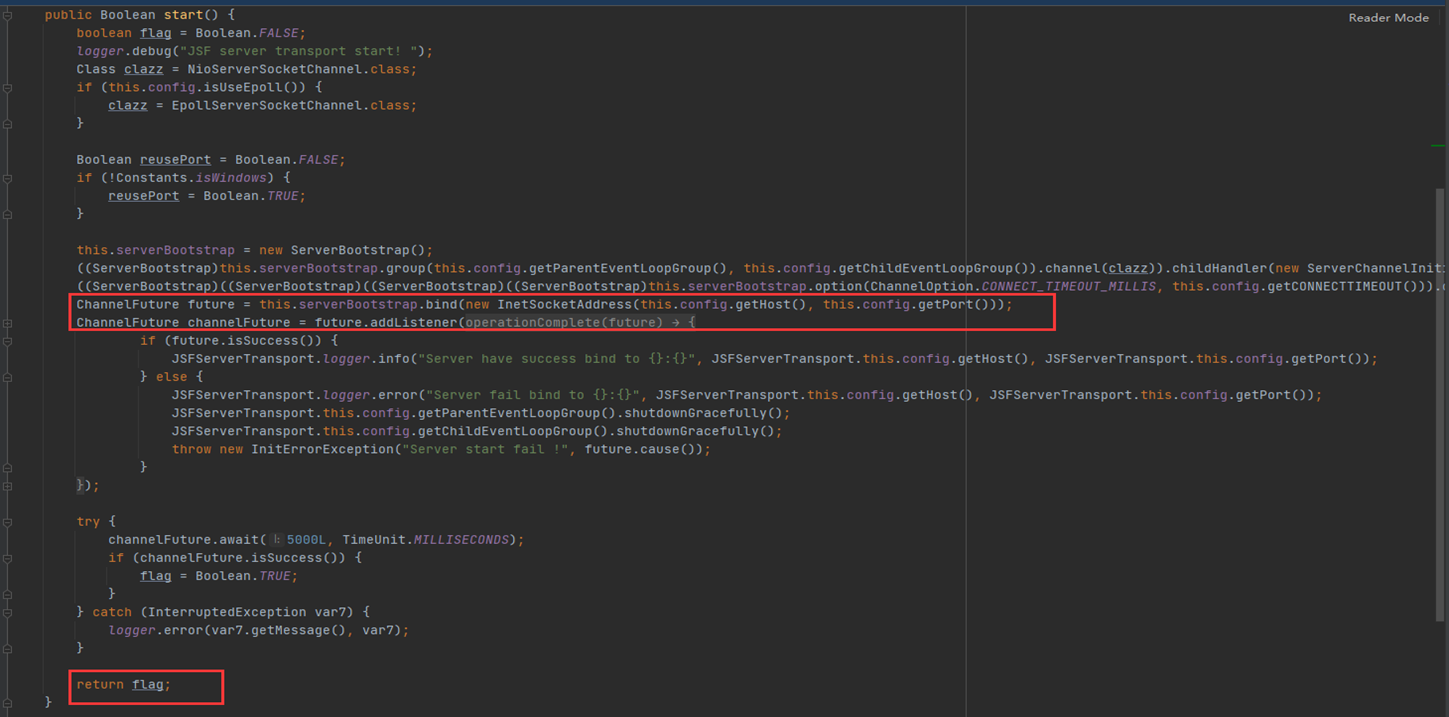 public Boolean start() {
Reader Mode
boolean flag = Boolean.FALSE;
logger.debug("JSF server transport start! ");
Class clazz = NioServerSocketChannel.class;
if (this.config.isUseEpoll()) {
clazz = EpollServerSocketChannel.class;
}
Boolean reusePort = Boolean.FALSE;
if (!Constants.isWindows) {
reusePort = Boolean.TRUE;
}
this.serverBootstrap = new ServerBootstrap();
((ServerBootstrap)this.serverBootstrap.group(this.config.getParentEventLoopGroup(), this.config.getChildEventLoopGroup()).channel(clazz)).childHandler(new ServerChannelInit
((ServerBootstrap)((ServerBootstrap)((ServerBootstrap)((ServerBootstrap)this.serverBootstrap.option(ChannelOption.CONNECT_TIMEOUT_MILLIS, this.config.getCONNECTTIMEOUT())).
ChannelFuture future = this.serverBootstrap.bind(new InetSocketAddress(this.config.getHost(), this.config.getPort()));
ChannelFuture channelFuture = future.addListener(operationComplete(future) → {
if (future.isSuccess()) {
JSFServerTransport.logger.info("Server have success bind to {}:{}", JSFServerTransport.this.config.getHost(), JSFServerTransport.this.config.getPort());
} else {
JSFServerTransport.logger.error("Server fail bind to {}:{}", JSFServerTransport.this.config.getHost(), JSFServerTransport.this.config.getPort());
JSFServerTransport.this.config.getParentEventLoopGroup().shutdownGracefully();
JSFServerTransport.this.config.getChildEventLoopGroup().shutdownGracefully();
throw new InitErrorException("Server start fail !", future.cause());
}
});
try {
channelFuture.await( l: 5000L, TimeUnit.MILLISECONDS);
if (channelFuture.isSuccess()) {
flag = Boolean.TRUE;
}
} catch (InterruptedException var7) {
logger.error(var7.getMessage(), var7);
}
return flag;
}